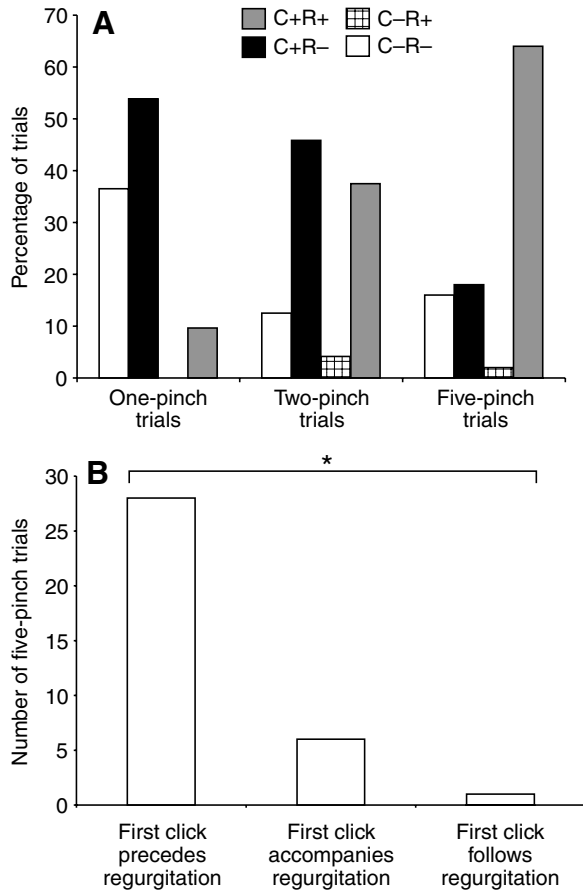 A
C+R+ C–R+
C+R– C–R–
70
60
50
40
30
20
10
0
Percentage of trials
One-pinch
trials
Two-pinch
trials
Five-pinch
trials
B
*
30
25
20
15
10
5
0
Number of five-pinch trials
First click
precedes
regurgitation
First click
accompanies
regurgitation
First click
follows
regurgitation